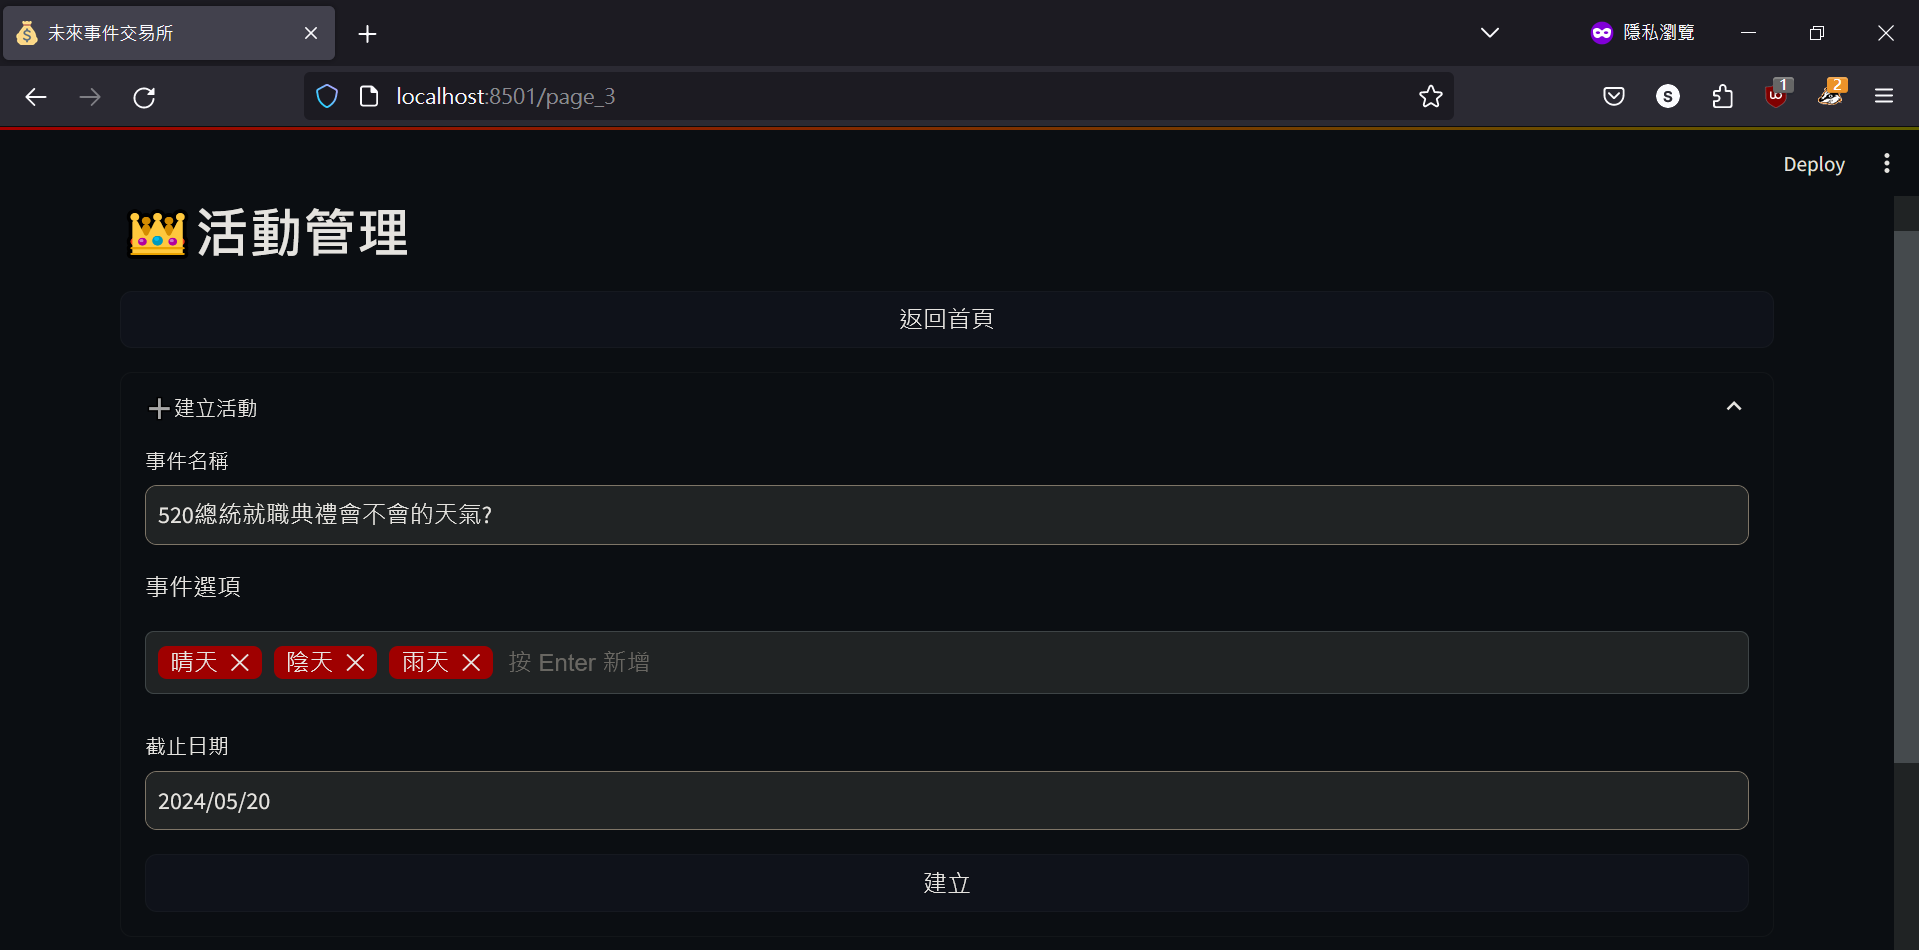 未來事件交易所
隱私瀏覽
localhost:8501/page_3
S
1
2
Deploy
活動管理
返回首頁
建立活動
事件名稱
520總統就職典禮會不會的天氣?
事件選項
晴天
陰天
雨天
按 Enter 新增
截止日期
2024/05/20
建立